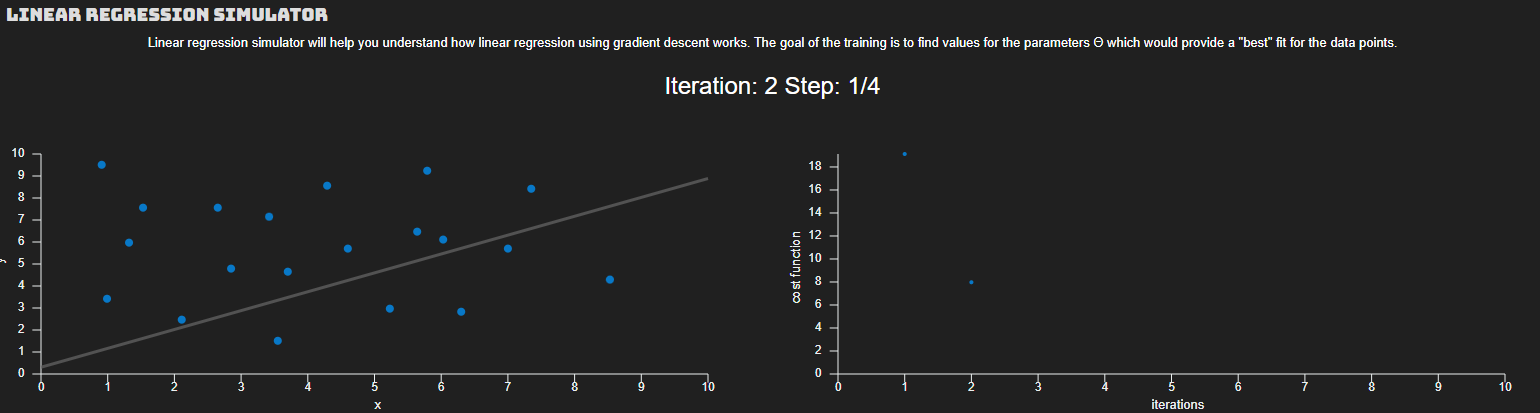 LINEAR REGRESSION SIMULATOR
Linear regression simulator will help you understand how linear regression using gradient descent works. The goal of the training is to find values for the parameters Θ which would provide a "best" fit for the data points.
Iteration: 2 Step: 1/4
10
9
8
7
6
5
4
3
2
1
0
y
0 1 2 3 4 5 6 7 8 9 10
x
18
16
14
12
10
8
6
4
2
0
cost function
0 1 2 3 4 5 6 7 8 9 10
iterations